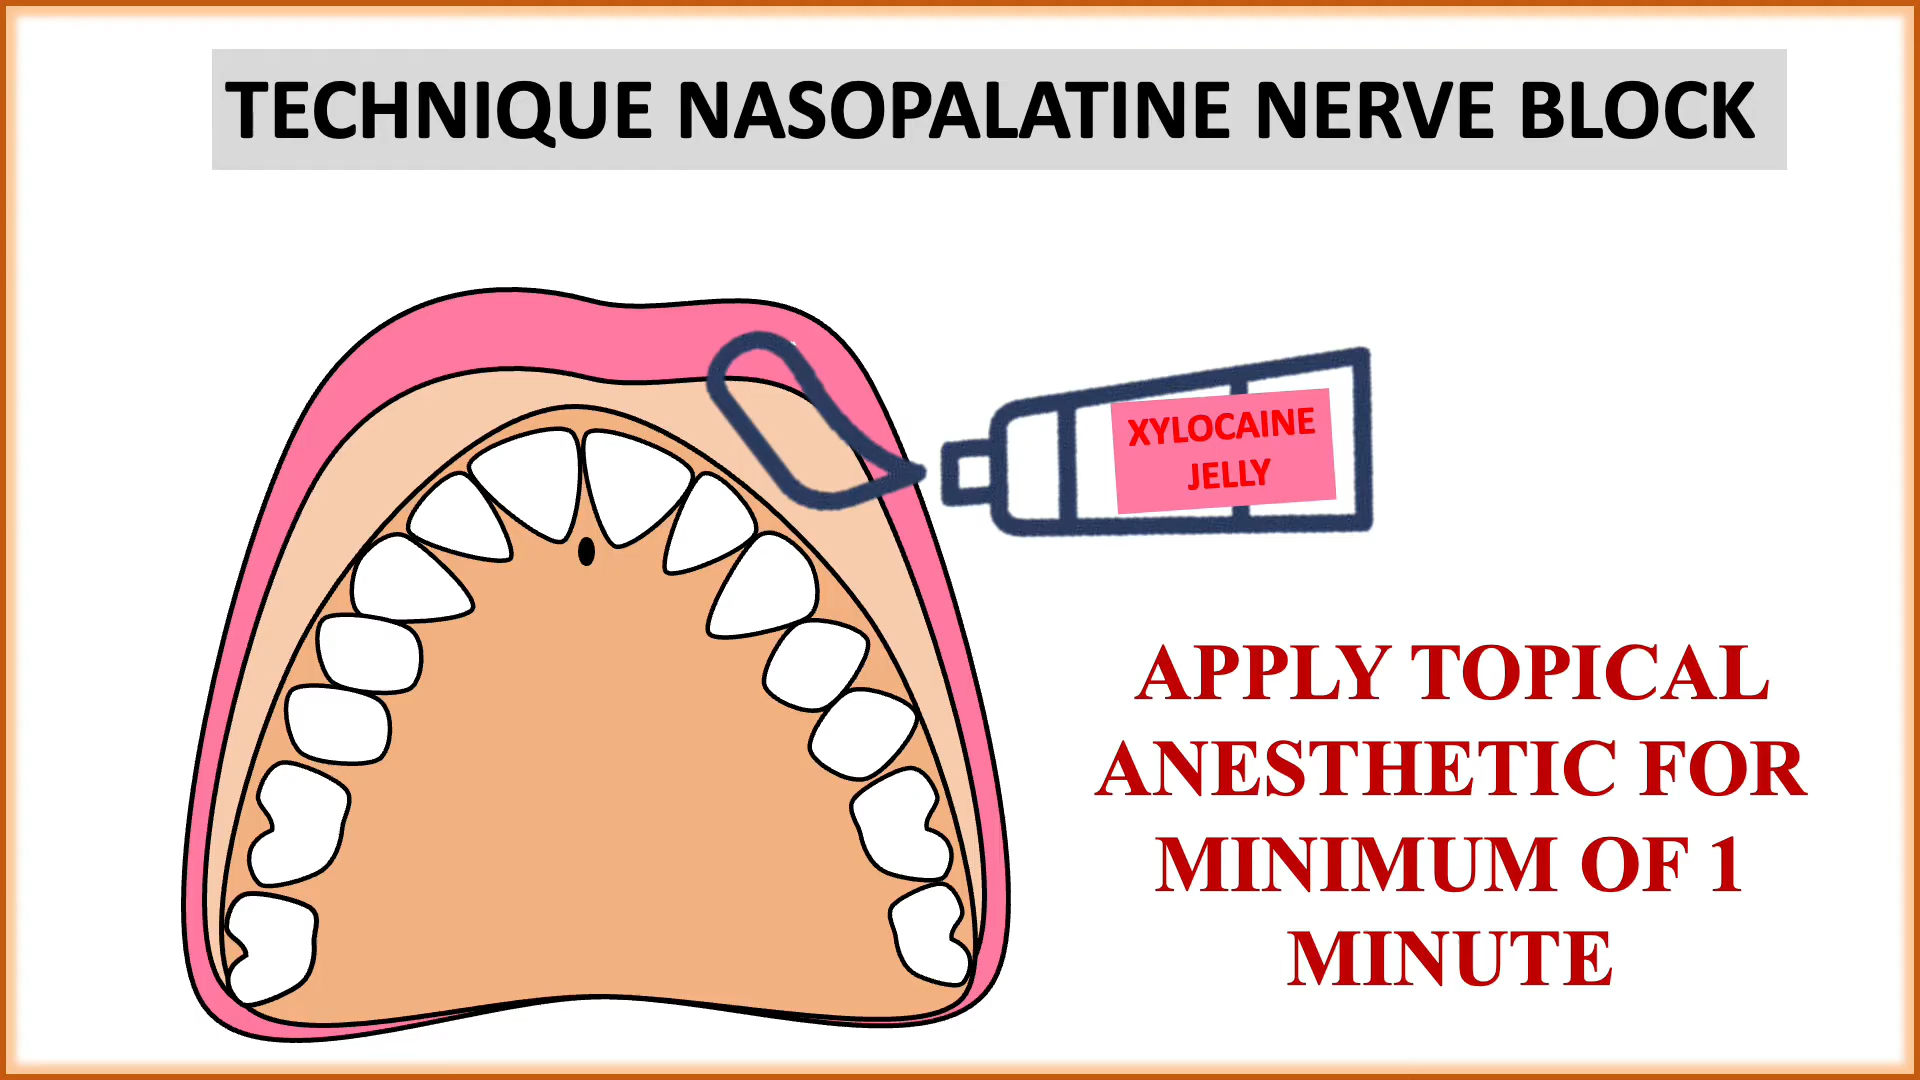 TECHNIQUE NASOPALATINE NERVE BLOCK
XYLOCAINE
JELLY
APPLY TOPICAL
ANESTHETIC FOR
MINIMUM OF 1
MINUTE